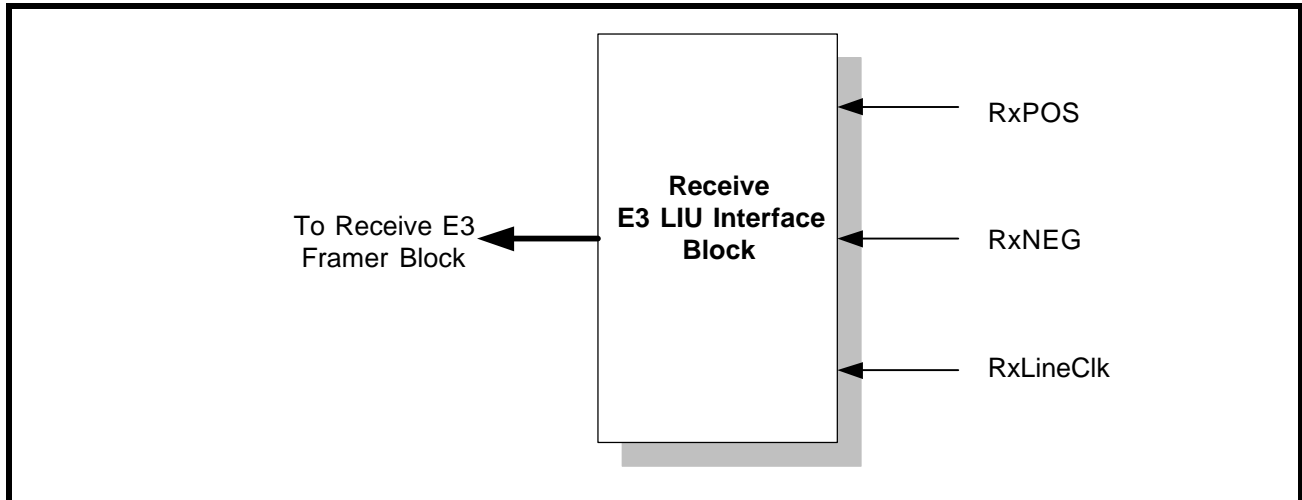 RxPOS
Receive
E3 LIU Interface
Block
To Receive E3
Framer Block
RxNEG
RxLineClk